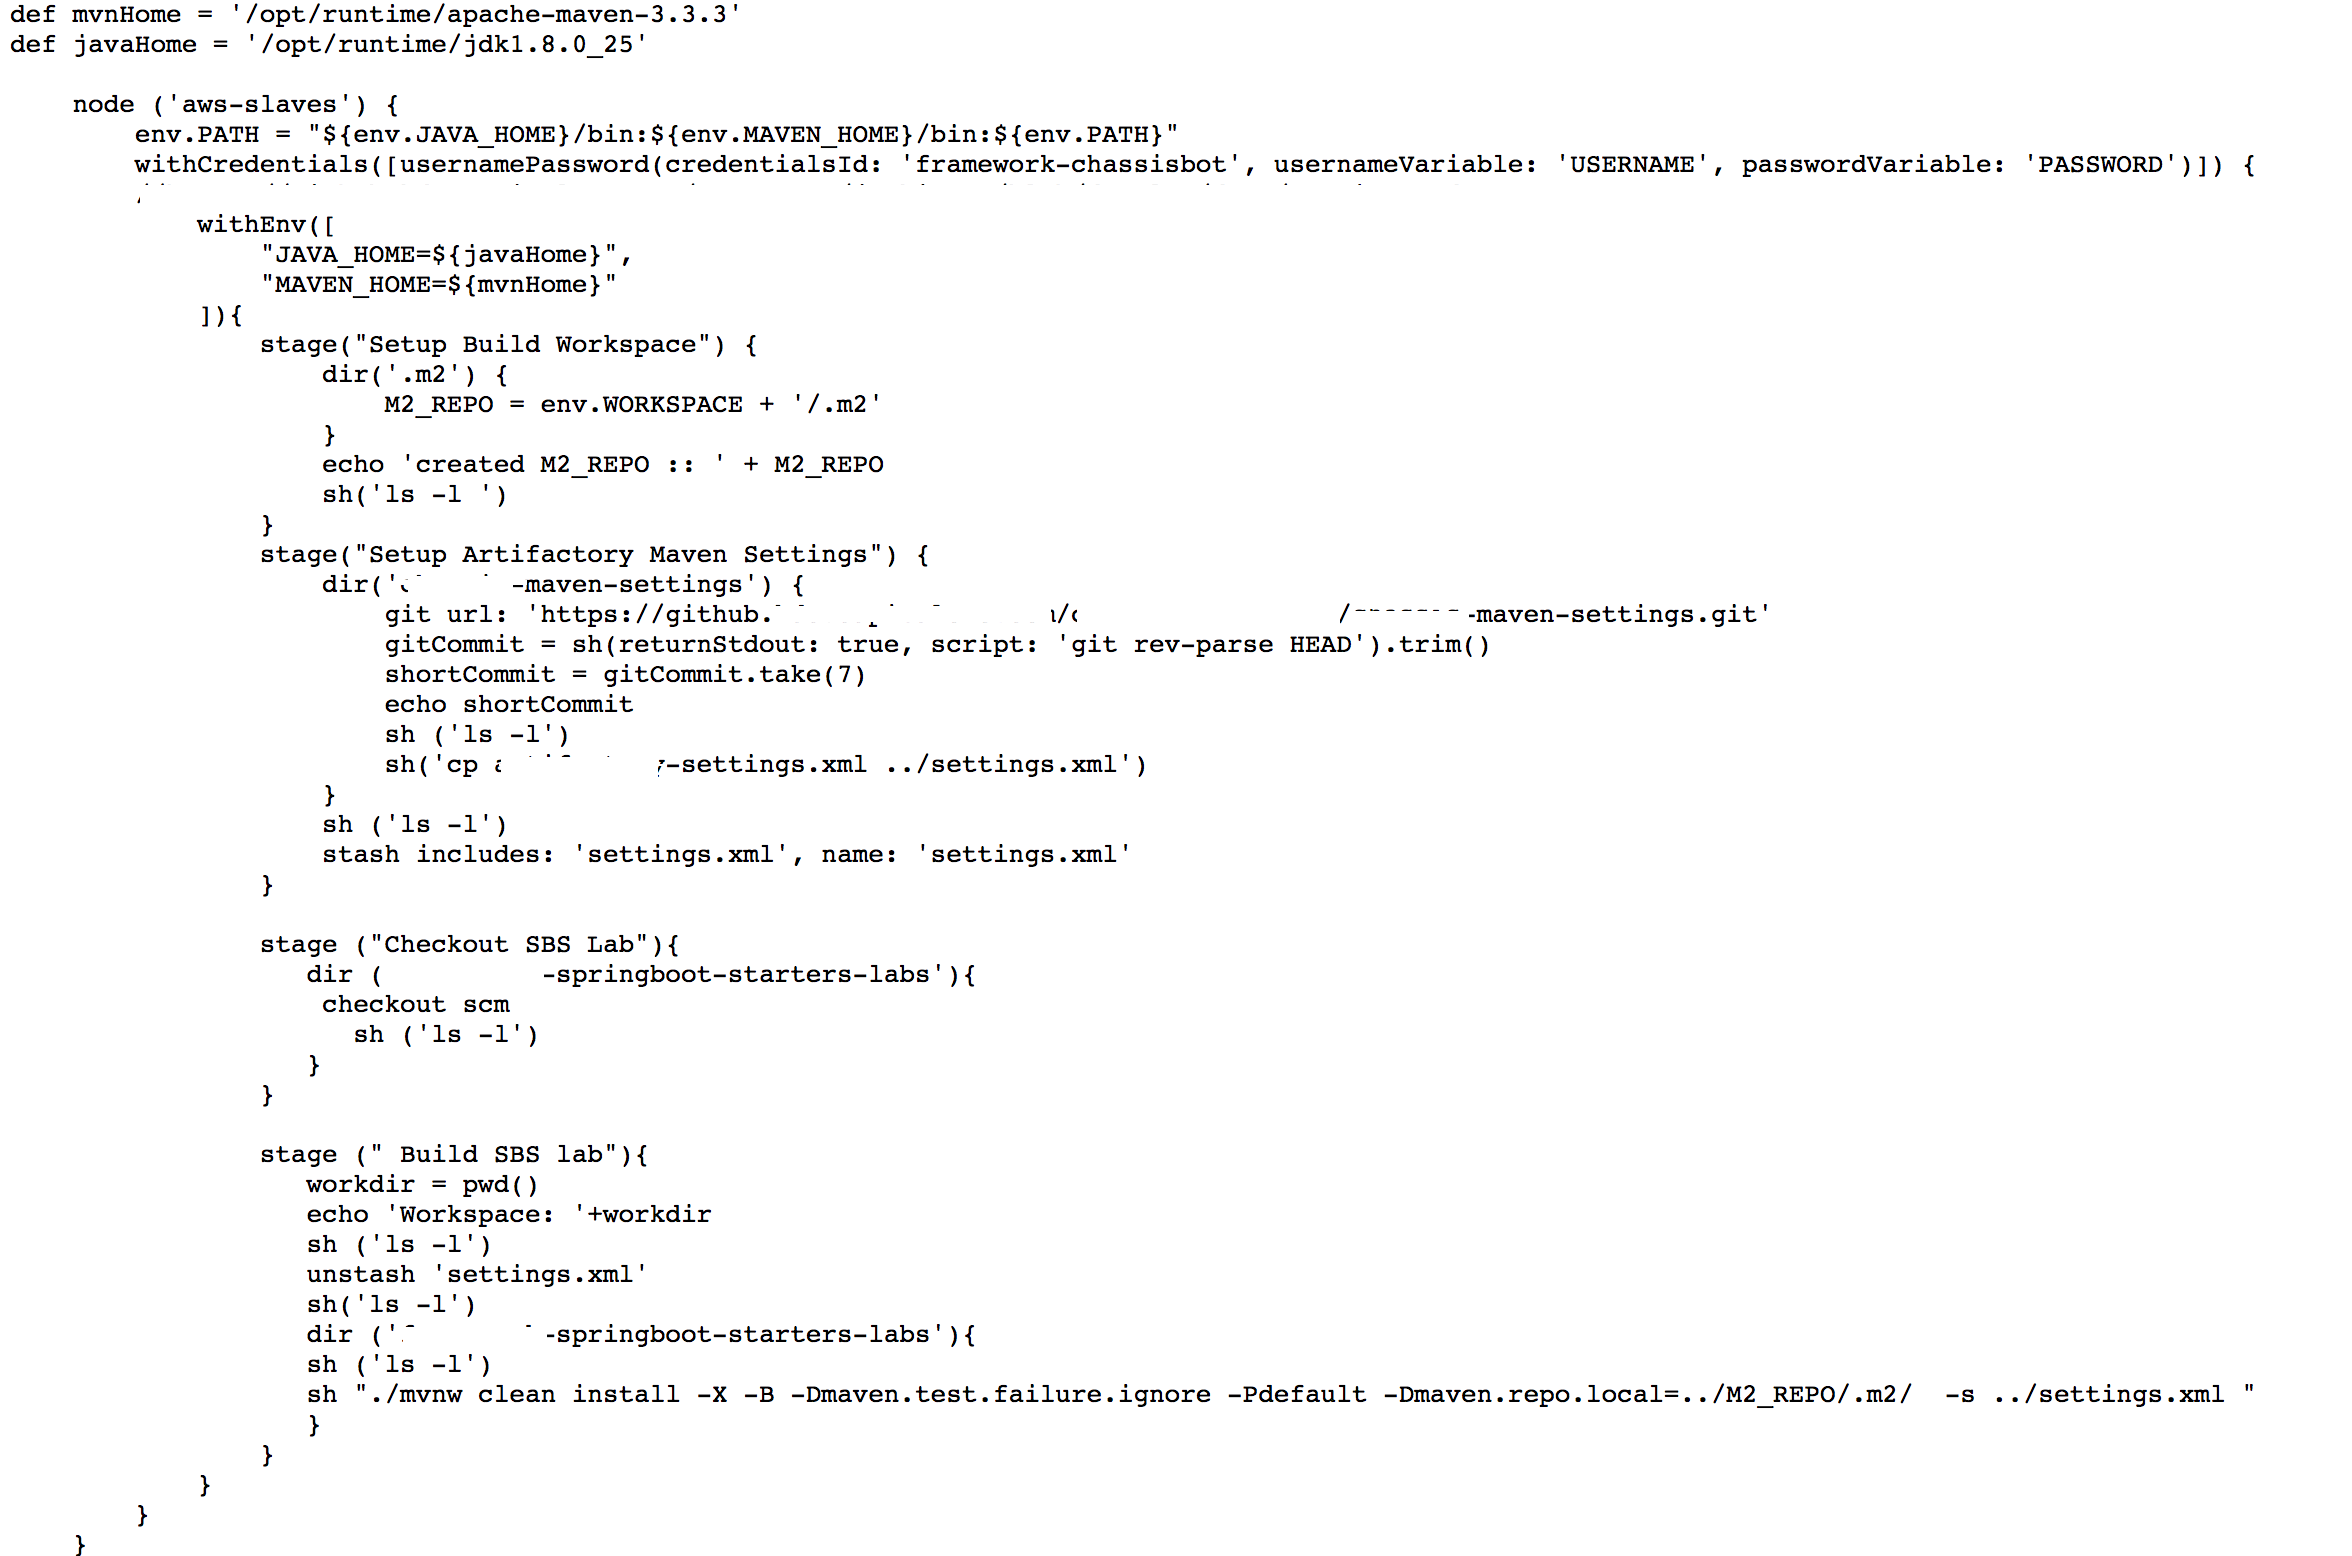 def mvnHome = '/opt/runtime/apache-maven-3.3.3'
def javaHome = '/opt/runtime/jdk1.8.0_25'
node ('aws-slaves') {
env.PATH = "${env.JAVA_HOME}/bin:${env.MAVEN_HOME}/bin:${env.PATH}"
withCredentials([usernamePassword(credentialsId: 'framework-chassisbot', usernameVariable: 'USERNAME', passwordVariable: 'PASSWORD')]) {
withEnv([
"JAVA_HOME=${javaHome}",
"MAVEN_HOME=${mvnHome}"
]){
stage("Setup Build Workspace") {
dir('.m2') {
M2_REPO = env.WORKSPACE + '/.m2'
}
echo 'created M2_REPO :: ' + M2_REPO
sh('ls -l ')
}
stage("Setup Artifactory Maven Settings") {
dir(' -maven-settings') {
git url: 'https://github. / -maven-settings.git'
gitCommit = sh(returnStdout: true, script: 'git rev-parse HEAD').trim()
shortCommit = gitCommit.take(7)
echo shortCommit
sh ('ls -l')
sh('cp -settings.xml ../settings.xml')
}
sh ('ls -l')
stash includes: 'settings.xml', name: 'settings.xml'
}
stage ("Checkout SBS Lab"){
dir ( -springboot-starters-labs'){
checkout scm
sh ('ls -l')
}
}
stage (" Build SBS lab"){
workdir = pwd()
echo 'Workspace: '+workdir
sh ('ls -l')
unstash 'settings.xml'
sh('ls -l')
dir (' -springboot-starters-labs'){
sh ('ls -l')
sh "./mvnw clean install -X -B -Dmaven.test.failure.ignore -Pdefault -Dmaven.repo.local=../M2_REPO/.m2/  -s ../settings.xml "
}
}
}
}
}